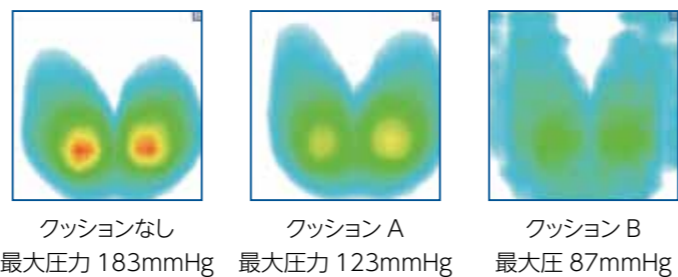 クッションなし
最大圧力 183mmHg
クッション A
最大圧力 123mmHg
クッション B
最大圧 87mmHg